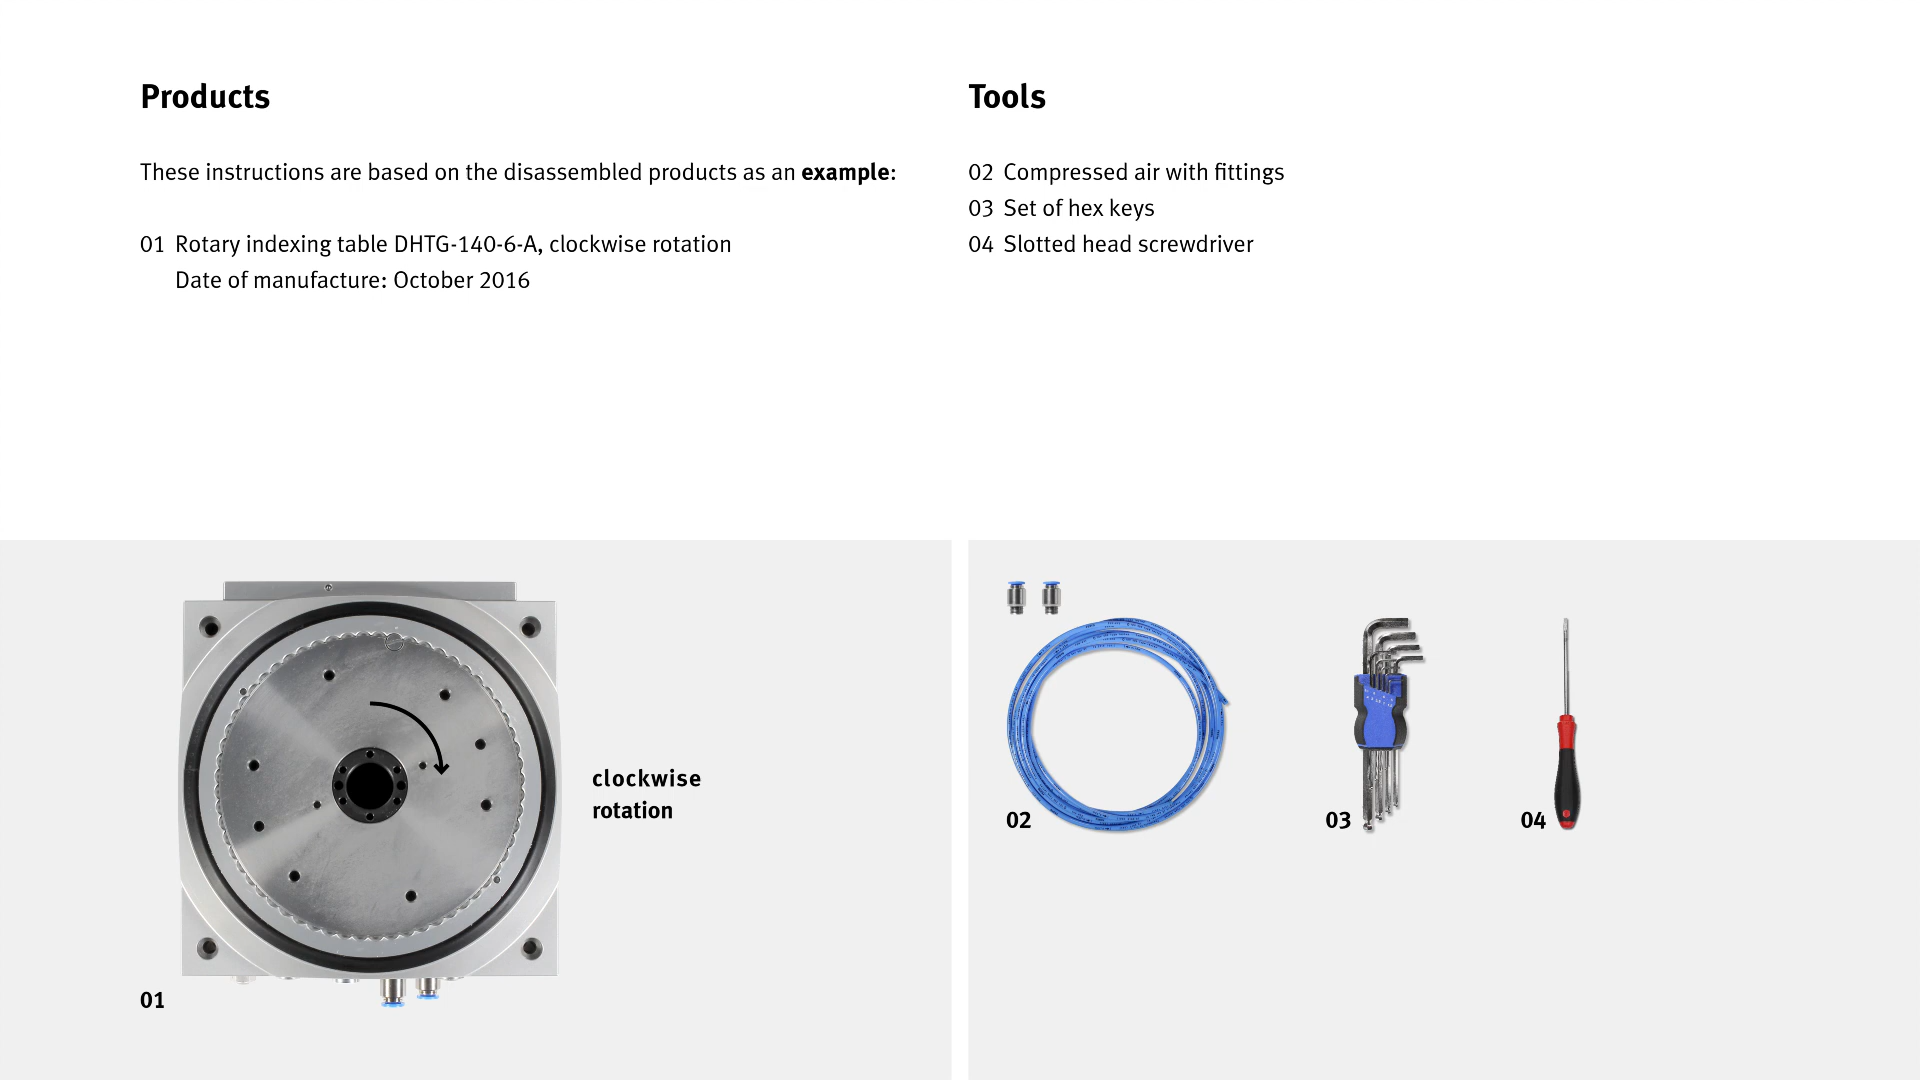 Products
These instructions are based on the disassembled products as an example:
01 Rotary indexing table DHTG-140-6-A, clockwise rotation
Date of manufacture: October 2016
Tools
02 Compressed air with fittings
03 Set of hex keys
04 Slotted head screwdriver
clockwise
rotation
01
02
03
04